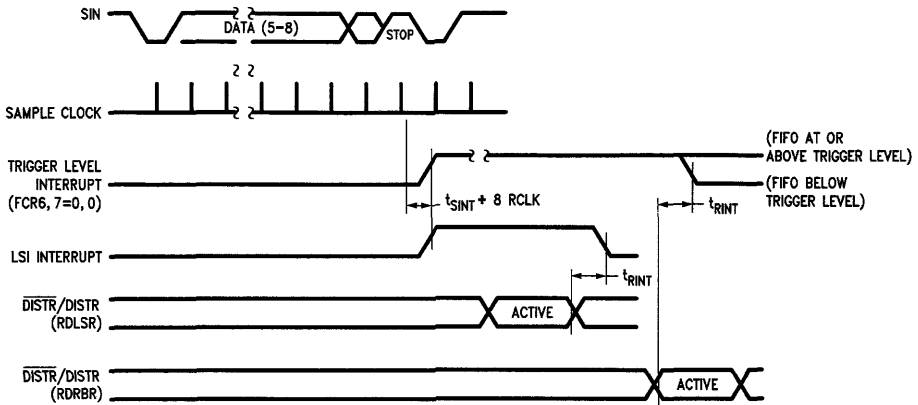 SIN
DATA (5-8)
STOP
SAMPLE CLOCK
TRIGGER LEVEL
INTERRUPT
(FCR6, 7=0, 0)
(FIFO AT OR
ABOVE TRIGGER LEVEL)
(FIFO BELOW
TRIGGER LEVEL)
tSINT + 8 RCLK
tRINT
LSI INTERRUPT
tRINT
DISTR/DISTR
(RDLSR)
ACTIVE
DISTR/DISTR
(RDRBR)
ACTIVE